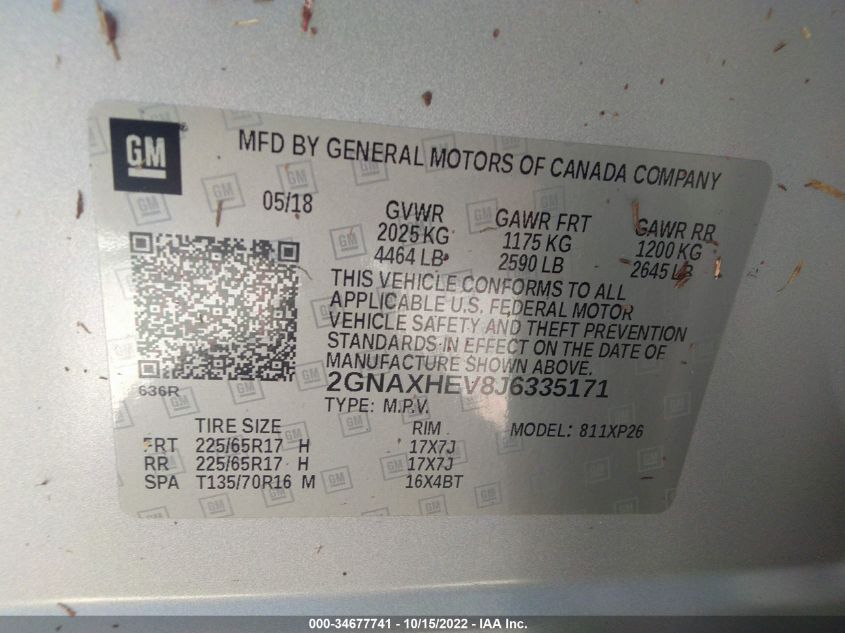 GM
®
MFD BY GENERAL MOTORS OF CANADA COMPANY
05/18
GVWR GAWR FRT GAWR RR
2025 KG 1175 KG 1200 KG
4464 LB 2590 LB 2645 LB
THIS VEHICLE CONFORMS TO ALL
APPLICABLE U.S. FEDERAL MOTOR
VEHICLE SAFETY AND THEFT PREVENTION
STANDARDS IN EFFECT ON THE DATE OF
MANUFACTURE SHOWN ABOVE.
636R
2GNAXHEV8J6335171
TYPE: M.P.V.
TIRE SIZE RIM MODEL: 811XP26
FRT 225/65R17 H 17X7J
RR 225/65R17 H 17X7J
SPA T135/70R16 M 16X4BT
000-34677741 - 10/15/2022 - IAA Inc.